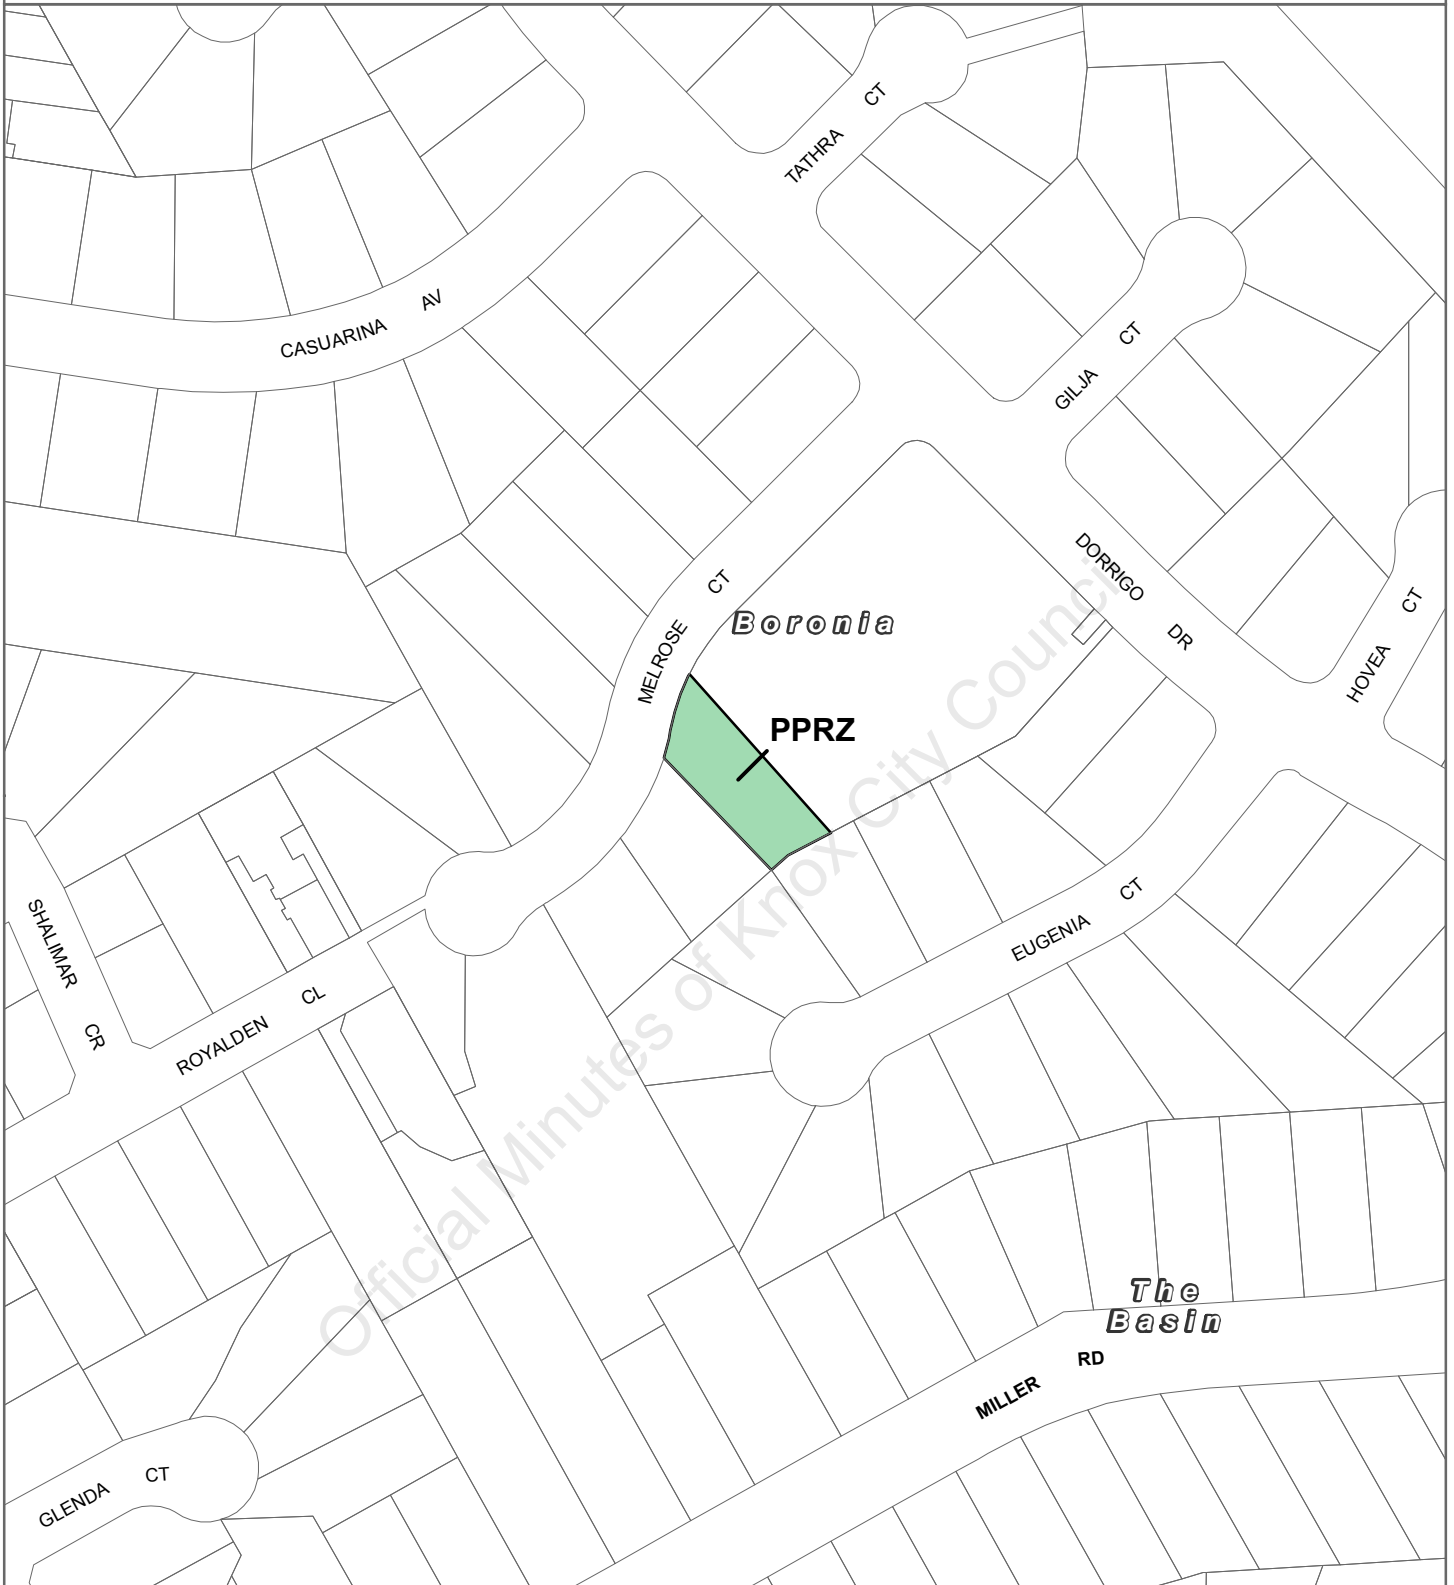 TATHRA CT
CASUARINA AV
GILJA CT
DORRIGO DR
HOVEA CT
MELROSE CT
Boronia
PPRZ
SHALIMAR CR
ROYALDEN CL
EUGENIA CT
The
Basin
MILLER RD
GLENDA CT
Official Minutes of Knox City Council